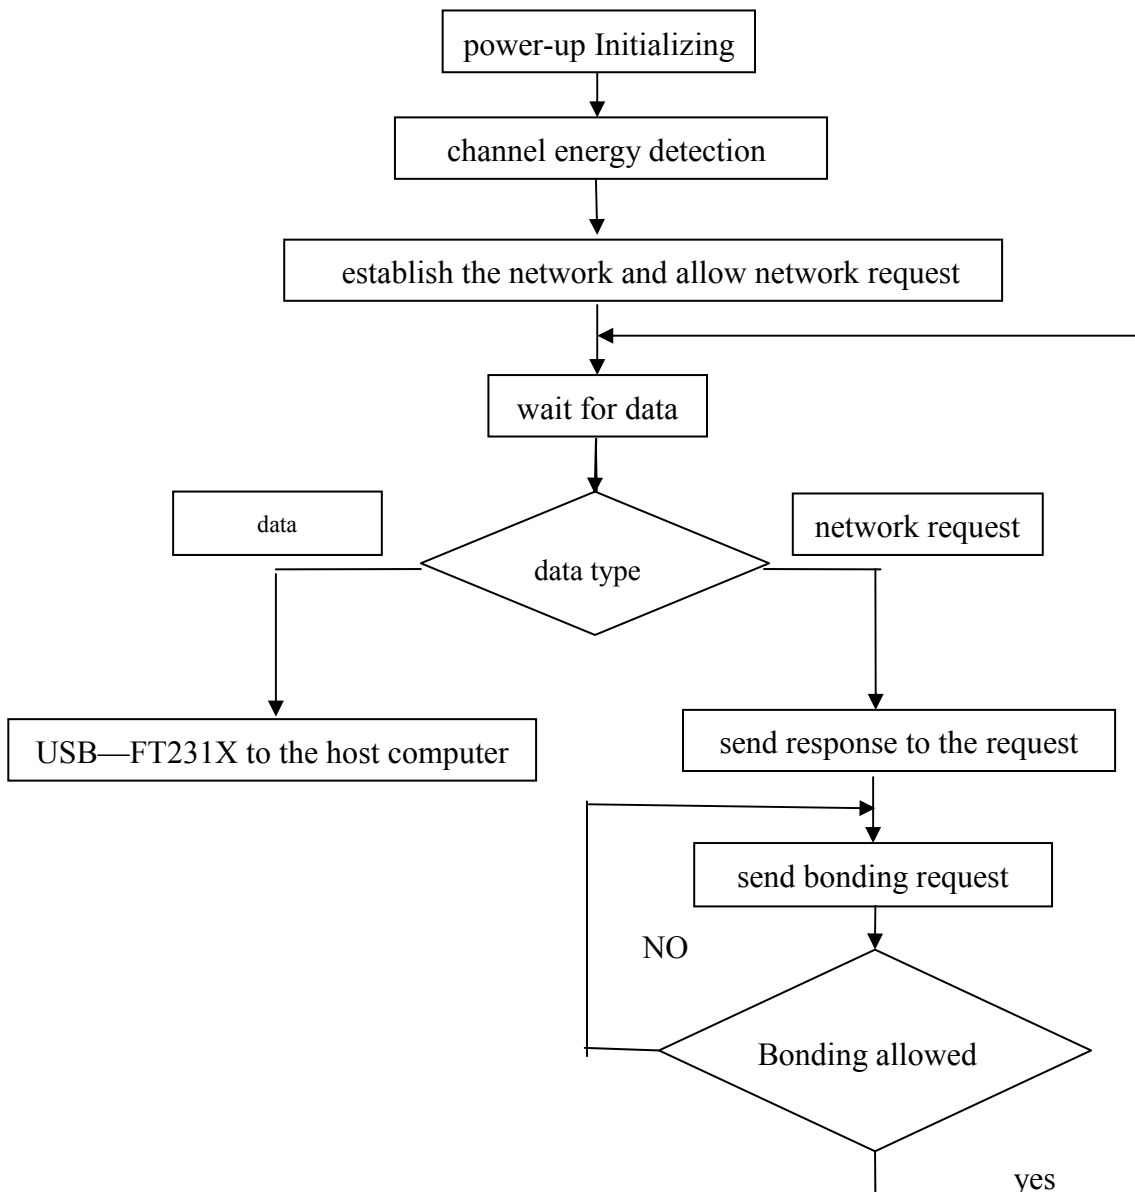 power-up Initializing
channel energy detection
establish the network and allow network request
wait for data
data
network request
data type
USB—FT231X to the host computer
send response to the request
send bonding request
NO
Bonding allowed
yes